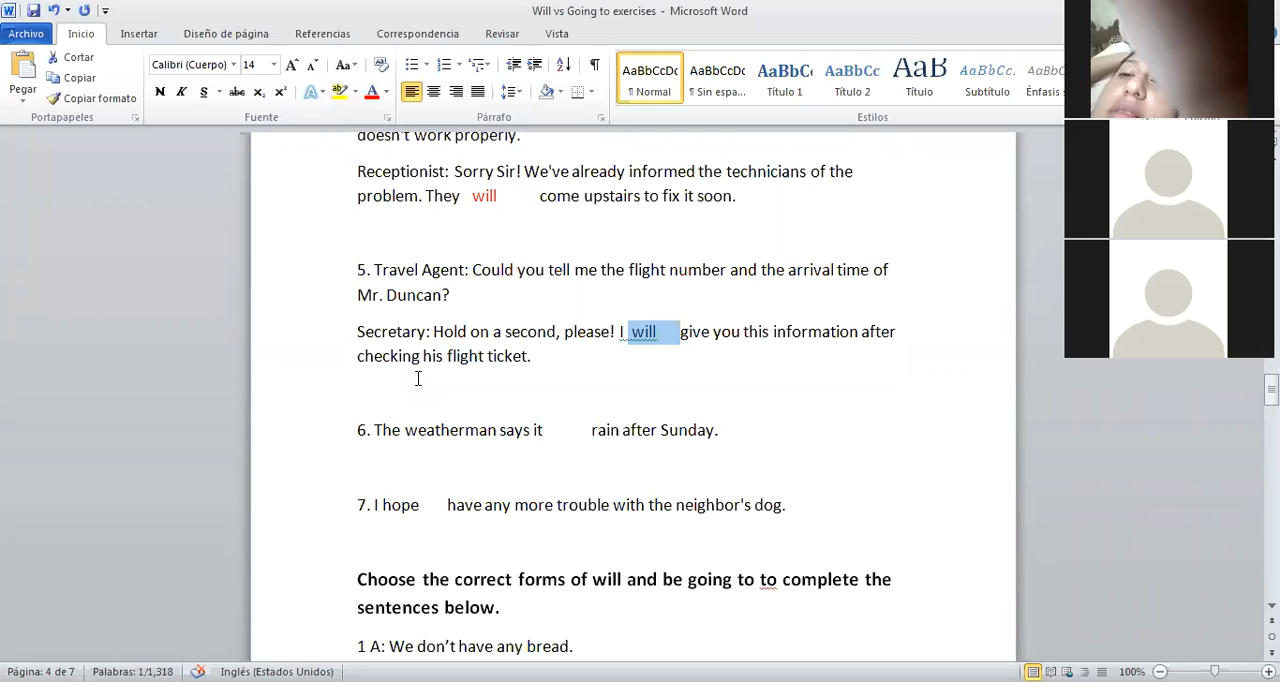 Will vs Going to exercises - Microsoft Word
Archivo Inicio Insertar Diseño de página Referencias Correspondencia Revisar Vista
Cortar
Copiar
Copiar formato
Pegar
Calibri (Cuerpo) 14
AaBbCcDc AaBbCcDc AaBbC AaBbCc AaB AaBbCc. AaBbCc
¶ Normal ¶ Sin espa... Título 1 Título 2 Título Subtítulo Énfasis
Portapapeles Fuente Párrafo Estilos
doesn't work properly.
Receptionist: Sorry Sir! We've already informed the technicians of the
problem. They will come upstairs to fix it soon.
5. Travel Agent: Could you tell me the flight number and the arrival time of
Mr. Duncan?
Secretary: Hold on a second, please! I will give you this information after
checking his flight ticket.
6. The weatherman says it rain after Sunday.
7. I hope have any more trouble with the neighbor's dog.
Choose the correct forms of will and be going to to complete the
sentences below.
1 A: We don't have any bread.
Página: 4 de 7 Palabras: 1/1,318 Inglés (Estados Unidos) 100%